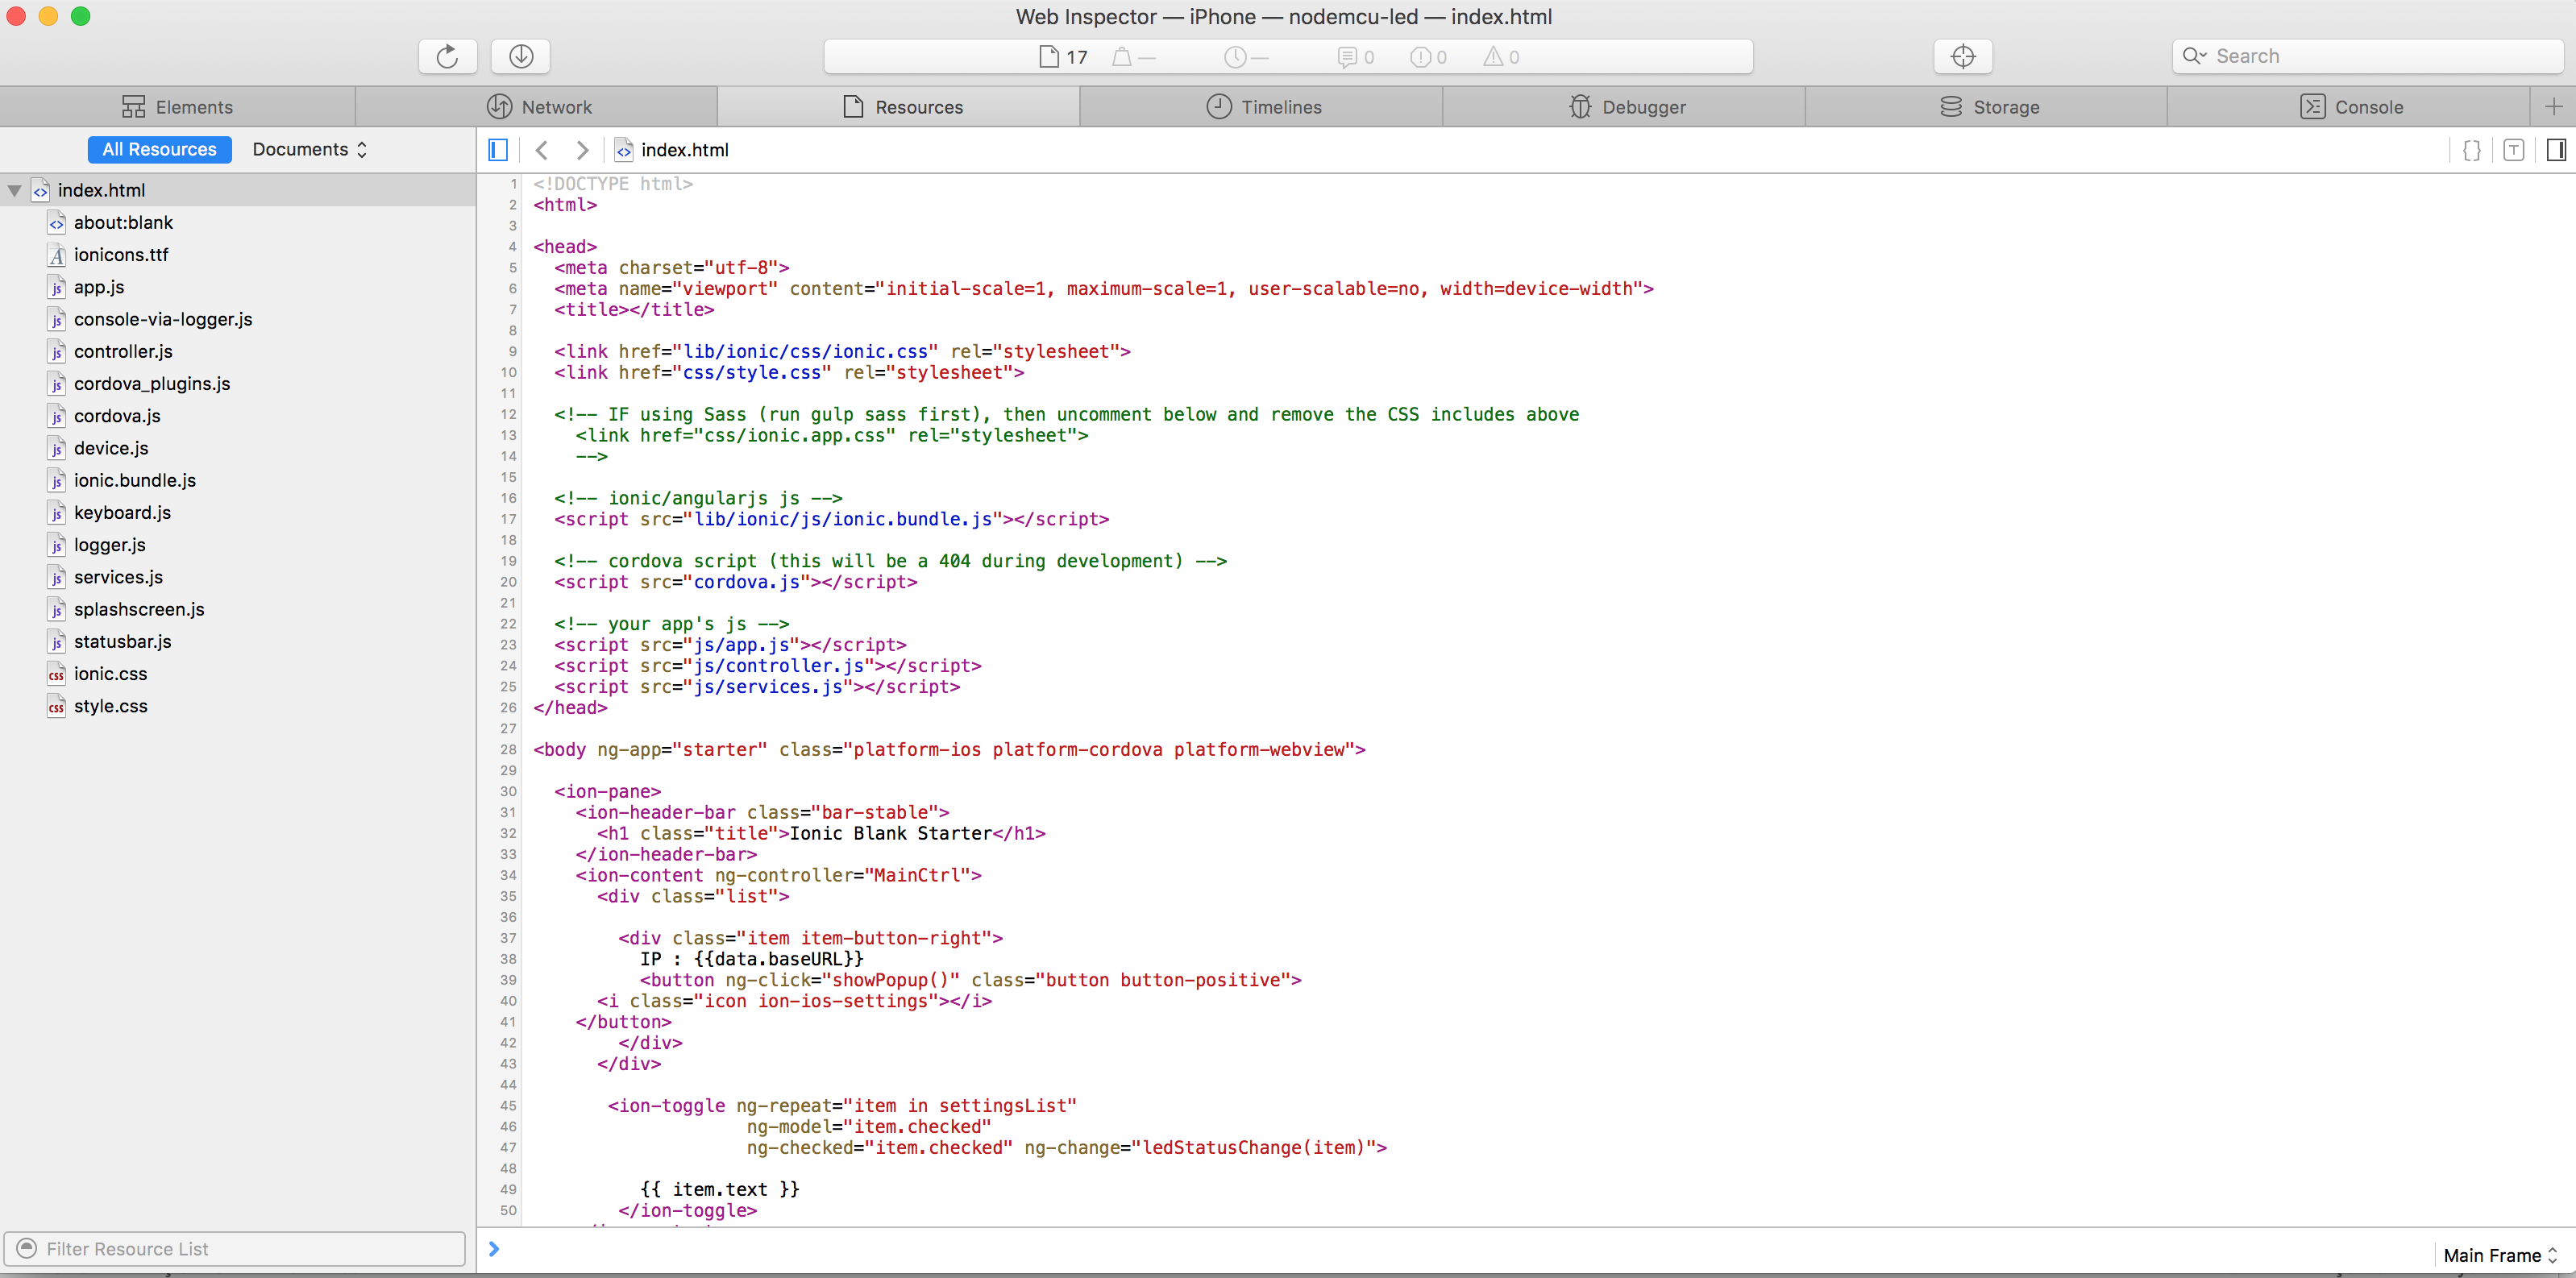 Web Inspector — iPhone — nodemcu-led — index.html
17 — — 0 0 0 Search
Elements Network Resources Timelines Debugger Storage Console
All Resources Documents
index.html
index.html
about:blank
ionicons.ttf
app.js
console-via-logger.js
controller.js
cordova_plugins.js
cordova.js
device.js
ionic.bundle.js
keyboard.js
logger.js
services.js
splashscreen.js
statusbar.js
ionic.css
style.css
Filter Resource List
1 <!DOCTYPE html>
2 <html>
3
4 <head>
5   <meta charset="utf-8">
6   <meta name="viewport" content="initial-scale=1, maximum-scale=1, user-scalable=no, width=device-width">
7   <title></title>
8
9   <link href="lib/ionic/css/ionic.css" rel="stylesheet">
10   <link href="css/style.css" rel="stylesheet">
11
12   <!-- IF using Sass (run gulp sass first), then uncomment below and remove the CSS includes above
13     <link href="css/ionic.app.css" rel="stylesheet">
14     -->
15
16   <!-- ionic/angularjs js -->
17   <script src="lib/ionic/js/ionic.bundle.js"></script>
18
19   <!-- cordova script (this will be a 404 during development) -->
20   <script src="cordova.js"></script>
21
22   <!-- your app's js -->
23   <script src="js/app.js"></script>
24   <script src="js/controller.js"></script>
25   <script src="js/services.js"></script>
26 </head>
27
28 <body ng-app="starter" class="platform-ios platform-cordova platform-webview">
29
30   <ion-pane>
31     <ion-header-bar class="bar-stable">
32       <h1 class="title">Ionic Blank Starter</h1>
33     </ion-header-bar>
34     <ion-content ng-controller="MainCtrl">
35       <div class="list">
36
37         <div class="item item-button-right">
38           IP : {{data.baseURL}}
39           <button ng-click="showPopup()" class="button button-positive">
40       <i class="icon ion-ios-settings"></i>
41     </button>
42         </div>
43       </div>
44
45        <ion-toggle ng-repeat="item in settingsList"
46                     ng-model="item.checked"
47                     ng-checked="item.checked" ng-change="ledStatusChange(item)">
48
49           {{ item.text }}
50         </ion-toggle>
Main Frame